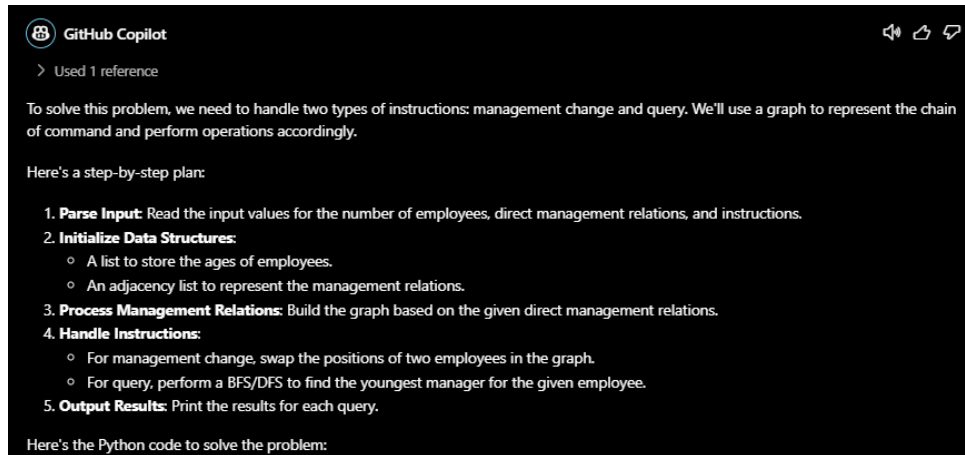 GitHub Copilot
Used 1 reference
To solve this problem, we need to handle two types of instructions: management change and query. We'll use a graph to represent the chain
of command and perform operations accordingly.
Here's a step-by-step plan:
1. Parse Input: Read the input values for the number of employees, direct management relations, and instructions.
2. Initialize Data Structures:
○ A list to store the ages of employees.
○ An adjacency list to represent the management relations.
3. Process Management Relations: Build the graph based on the given direct management relations.
4. Handle Instructions:
○ For management change, swap the positions of two employees in the graph.
○ For query, perform a BFS/DFS to find the youngest manager for the given employee.
5. Output Results: Print the results for each query.
Here's the Python code to solve the problem: